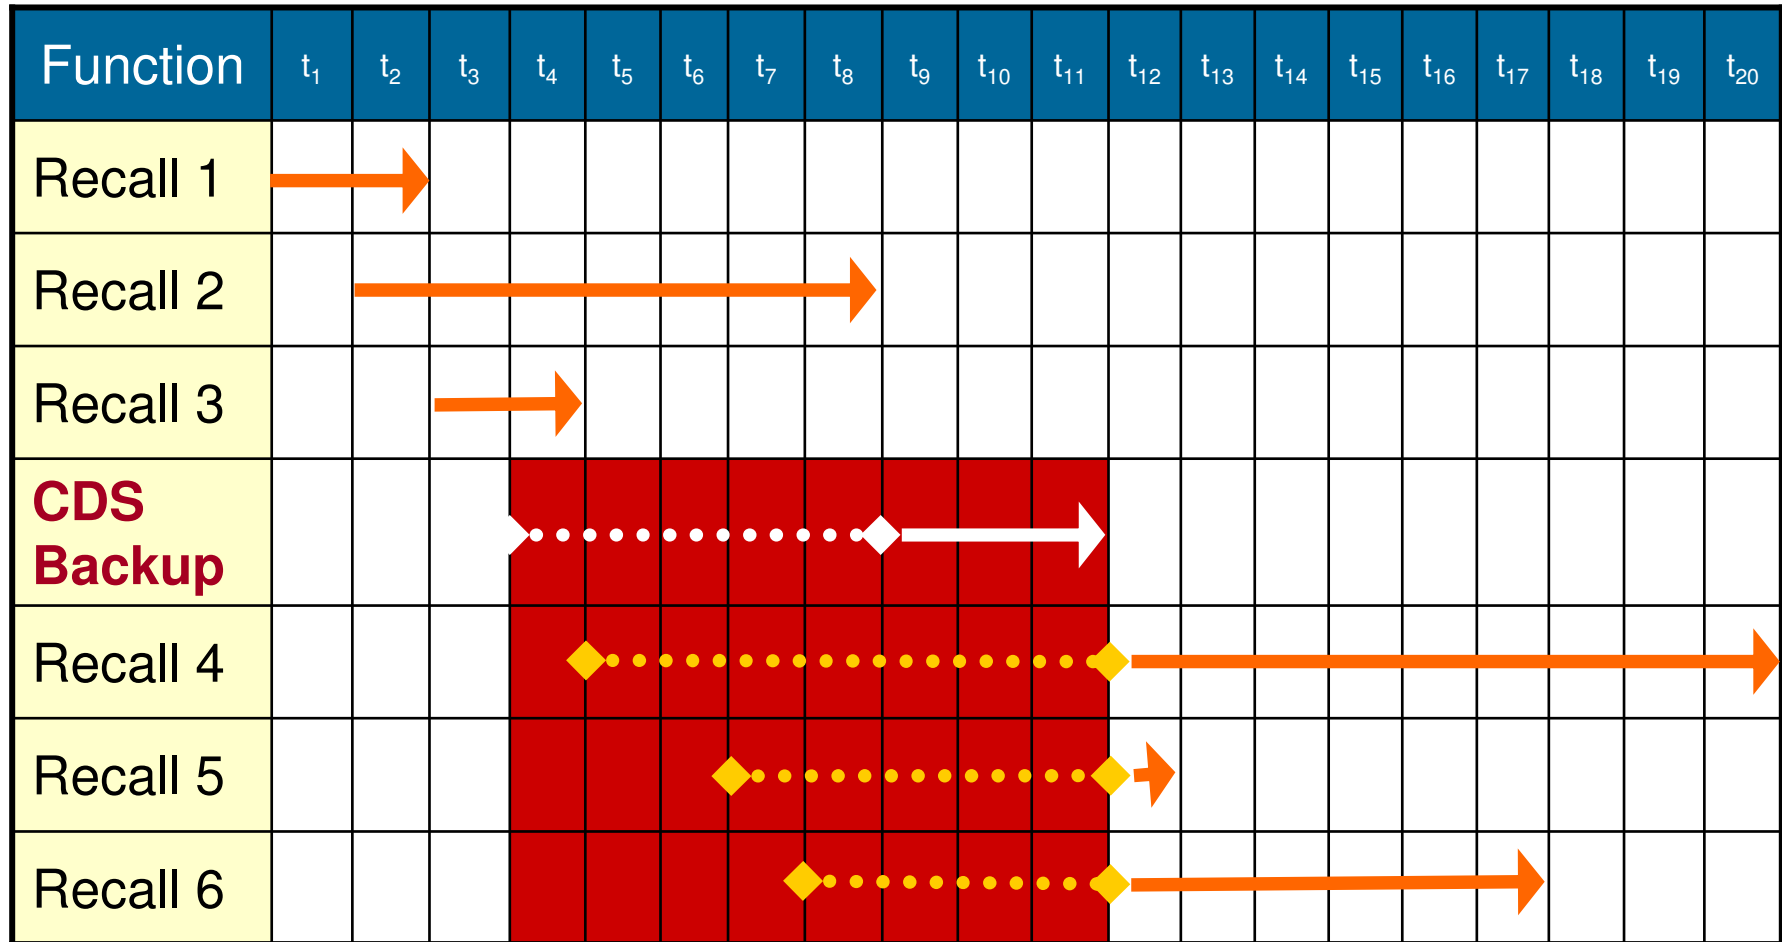 Function t₁ t₂ t₃ t₄ t₅ t₆ t₇ t₈ t₉ t₁₀ t₁₁ t₁₂ t₁₃ t₁₄ t₁₅ t₁₆ t₁₇ t₁₈ t₁₉ t₂₀
Recall 1
Recall 2
Recall 3
CDS
Backup
Recall 4
Recall 5
Recall 6